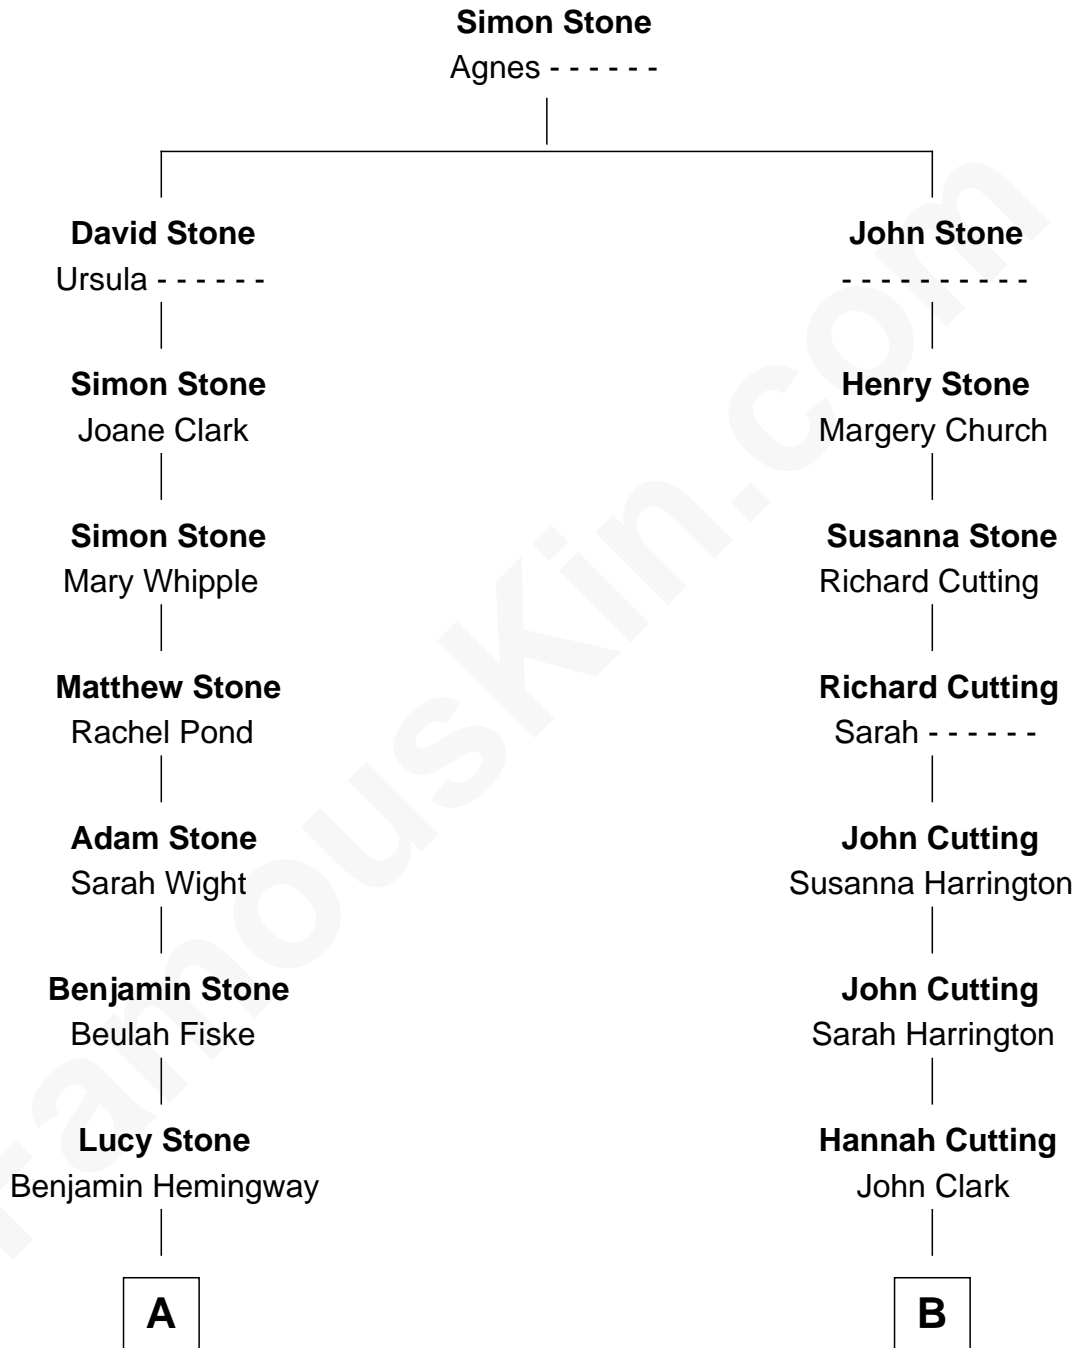 Simon Stone
Agnes - - - - - -
David Stone
Ursula - - - - - -
John Stone
- - - - - - - - - -
Simon Stone
Joane Clark
Henry Stone
Margery Church
Simon Stone
Mary Whipple
Susanna Stone
Richard Cutting
Matthew Stone
Rachel Pond
Richard Cutting
Sarah - - - - - -
Adam Stone
Sarah Wight
John Cutting
Susanna Harrington
Benjamin Stone
Beulah Fiske
John Cutting
Sarah Harrington
Lucy Stone
Benjamin Hemingway
Hannah Cutting
John Clark
A
B
FamousKin.com